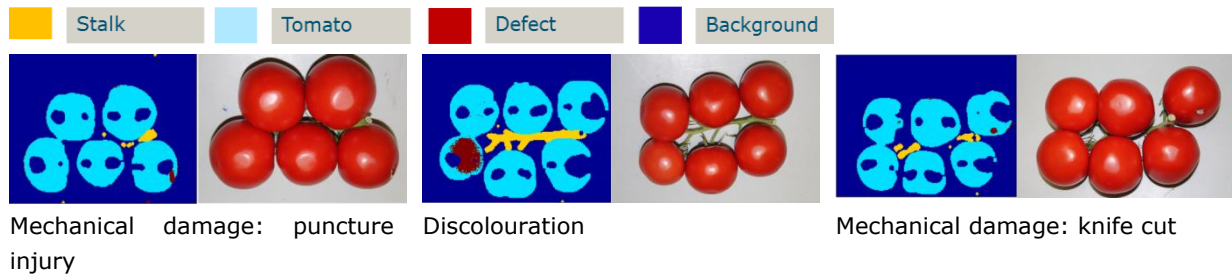 Stalk
Tomato
Defect
Background
Mechanical damage: puncture
injury
Discolouration
Mechanical damage: knife cut